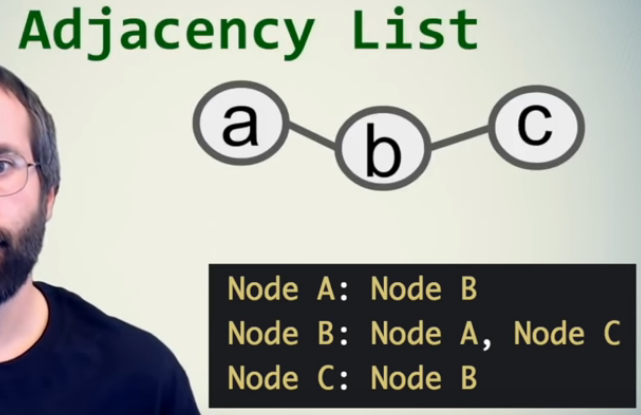 Adjacency List
a
b
c
Node A: Node B
Node B: Node A, Node C
Node C: Node B